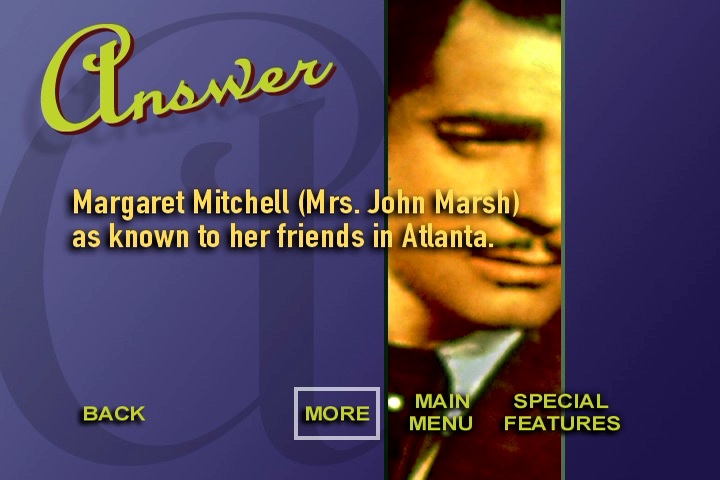 Answer
Margaret Mitchell (Mrs. John Marsh)
as known to her friends in Atlanta.
BACK
MORE
MAIN
MENU
SPECIAL
FEATURES